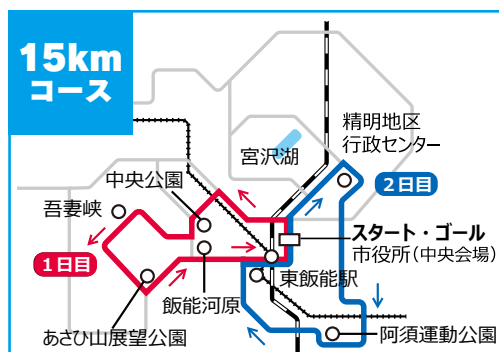 15km
コース
精明地区
行政センター
宮沢湖
中央公園
2日目
吾妻峡
スタート・ゴール
市役所(中央会場)
1日目
東飯能駅
飯能河原
あさひ山展望公園
阿須運動公園